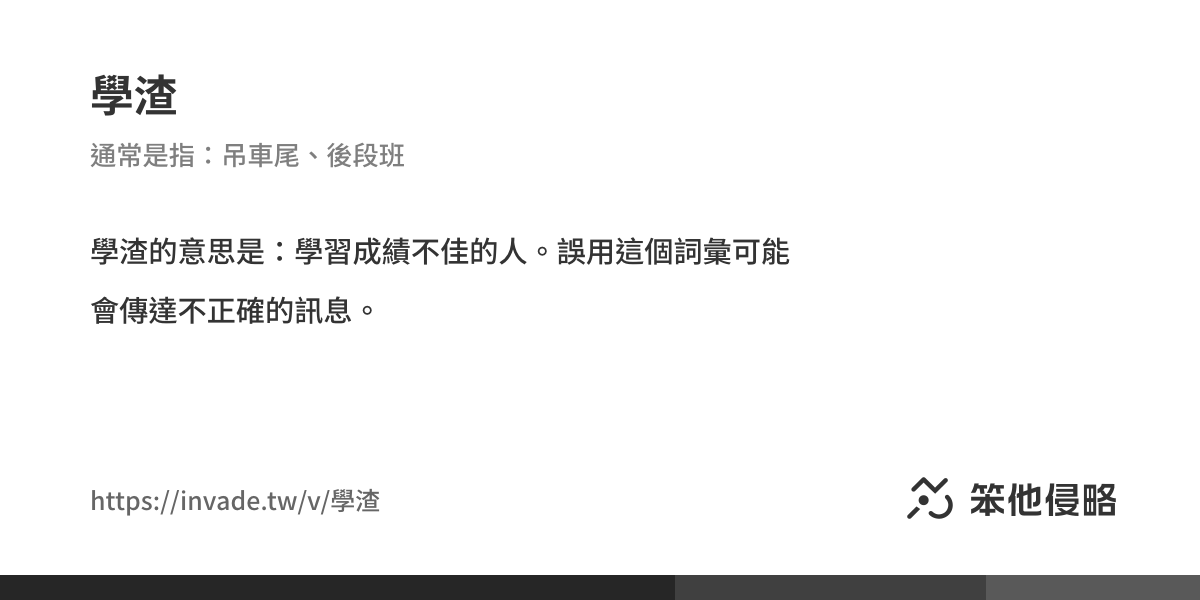 學渣
通常是指：吊車尾、後段班
學渣的意思是：學習成績不佳的人。誤用這個詞彙可能
會傳達不正確的訊息。
https://invade.tw/v/學渣
笨他侵略